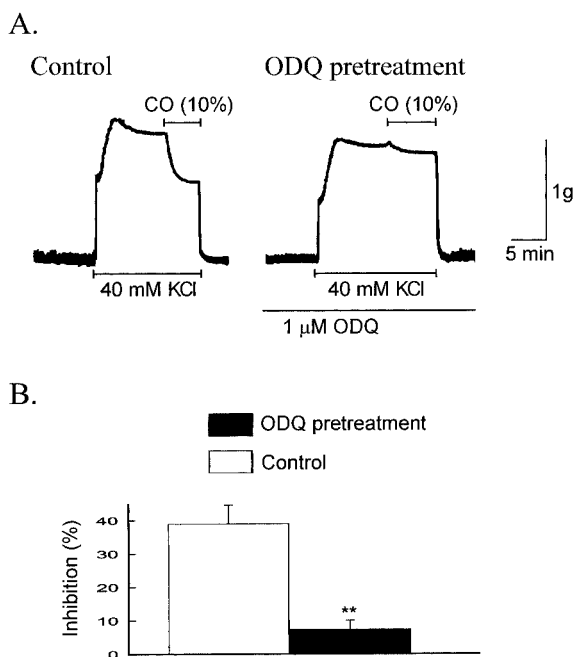 A.
Control ODQ pretreatment
CO (10%) CO (10%)
1g
5 min
40 mM KCl 40 mM KCl
1 μM ODQ
B.
ODQ pretreatment
Control
Inhibition (%)
40
30
20
10
0
**